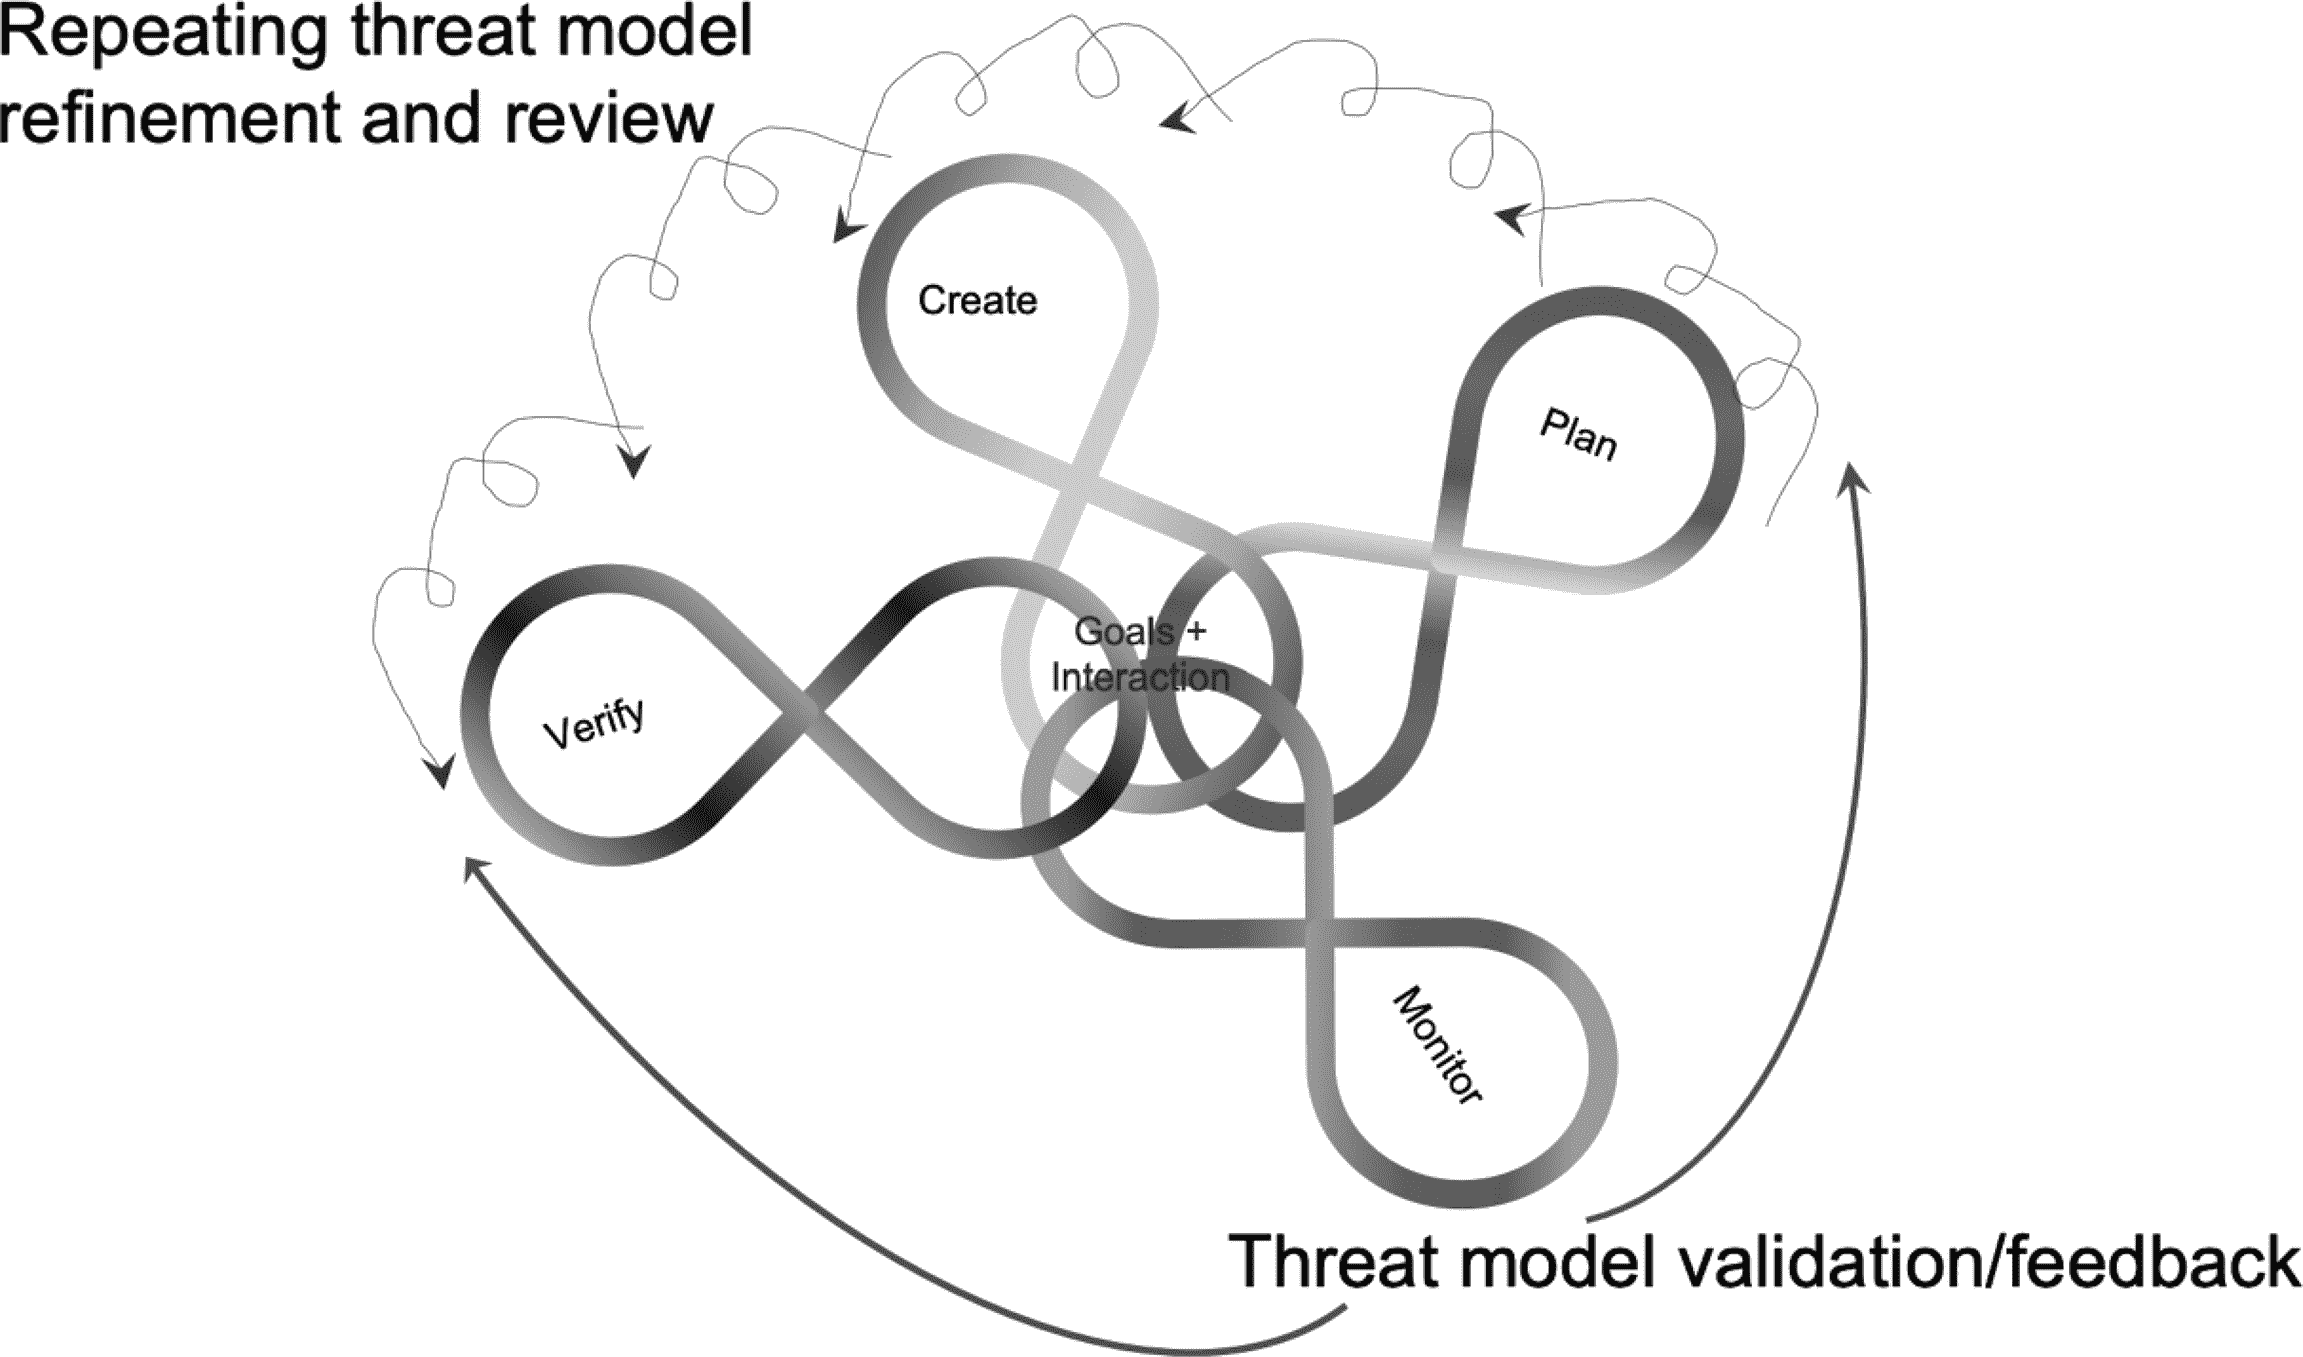 Repeating threat model
refinement and review
Create
Plan
Goals +
Interaction
Verify
Monitor
Threat model validation/feedback